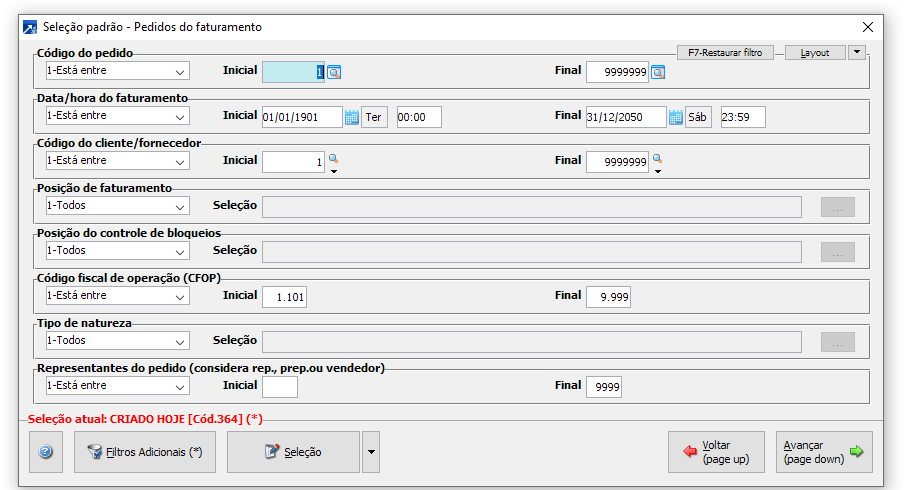 Seleção padrão - Pedidos do faturamento
Código do pedido
F7-Restaurar filtro
Layout
1-Está entre
Inicial
1
Final
9999999
Data/hora do faturamento
1-Está entre
Inicial
01/01/1901
Ter
00:00
Final
31/12/2050
Sáb
23:59
Código do cliente/fornecedor
1-Está entre
Inicial
1
Final
9999999
Posição de faturamento
1-Todos
Seleção
...
Posição do controle de bloqueios
1-Todos
Seleção
...
Código fiscal de operação (CFOP)
1-Está entre
Inicial
1.101
Final
9.999
Tipo de natureza
1-Todos
Seleção
...
Representantes do pedido (considera rep., prep.ou vendedor)
1-Está entre
Inicial
Final
9999
Seleção atual: CRIADO HOJE [Cód.364] (*)
Filtros Adicionais (*)
Seleção
Voltar
(page up)
Avançar
(page down)